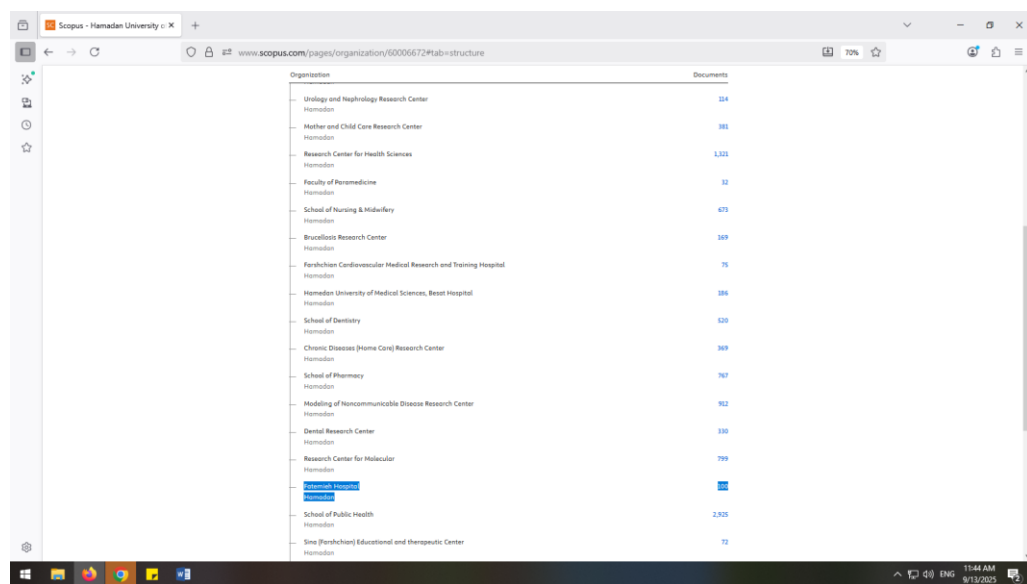 Scopus - Hamadan University o
www.scopus.com/pages/organization/60006672#tab=structure
70%
Organization Documents
Urology and Nephrology Research Center 114
Hamadan
Mother and Child Care Research Center 381
Hamadan
Research Center for Health Sciences 1,321
Hamadan
Faculty of Paramedicine 32
Hamadan
School of Nursing & Midwifery 673
Hamadan
Brucellosis Research Center 169
Hamadan
Farshchian Cardiovascular Medical Research and Training Hospital 75
Hamadan
Hamedan University of Medical Sciences, Besat Hospital 186
Hamadan
School of Dentistry 520
Hamadan
Chronic Diseases (Home Care) Research Center 369
Hamadan
School of Pharmacy 767
Hamadan
Modeling of Noncommunicable Disease Research Center 912
Hamadan
Dental Research Center 330
Hamadan
Research Center for Molecular 799
Hamadan
Fatemieh Hospital 100
Hamadan
School of Public Health 2,925
Hamadan
Sina (Farshchian) Educational and therapeutic Center 72
Hamadan
ENG
11:44 AM
9/13/2025